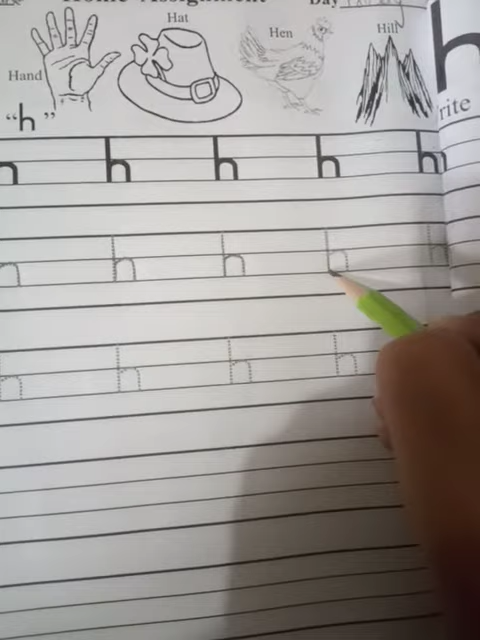 Home Assignment Day
Hat
Hen
Hill
Hand
"h"
h
rite
h h h h h
h h h h h
h h h h